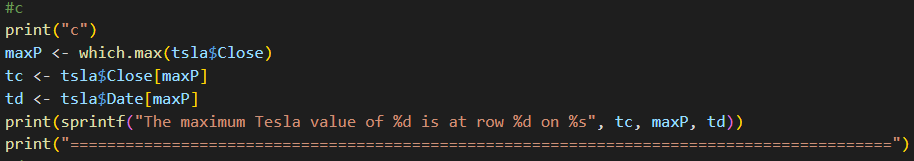 #c
print("c")
maxP <- which.max(tsla$Close)
tc <- tsla$Close[maxP]
td <- tsla$Date[maxP]
print(sprintf("The maximum Tesla value of %d is at row %d on %s", tc, maxP, td))
print("==========================================================================================")